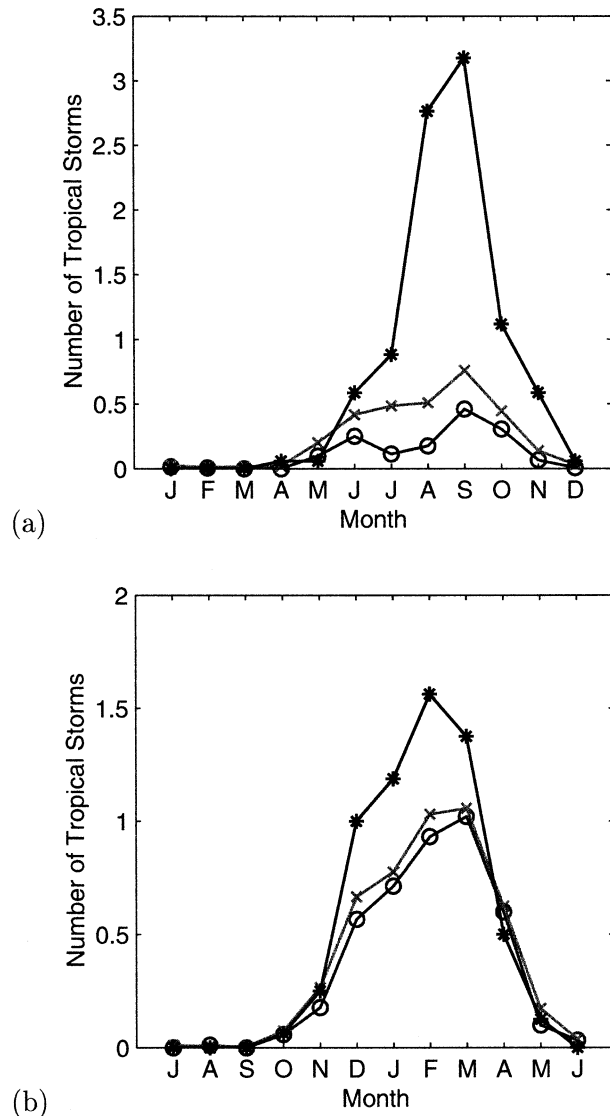 3.5
3
2.5
2
1.5
1
0.5
0
Number of Tropical Storms
J F M A M J J A S O N D
Month
(a)
2
1.5
1
0.5
0
Number of Tropical Storms
J A S O N D J F M A M J
Month
(b)